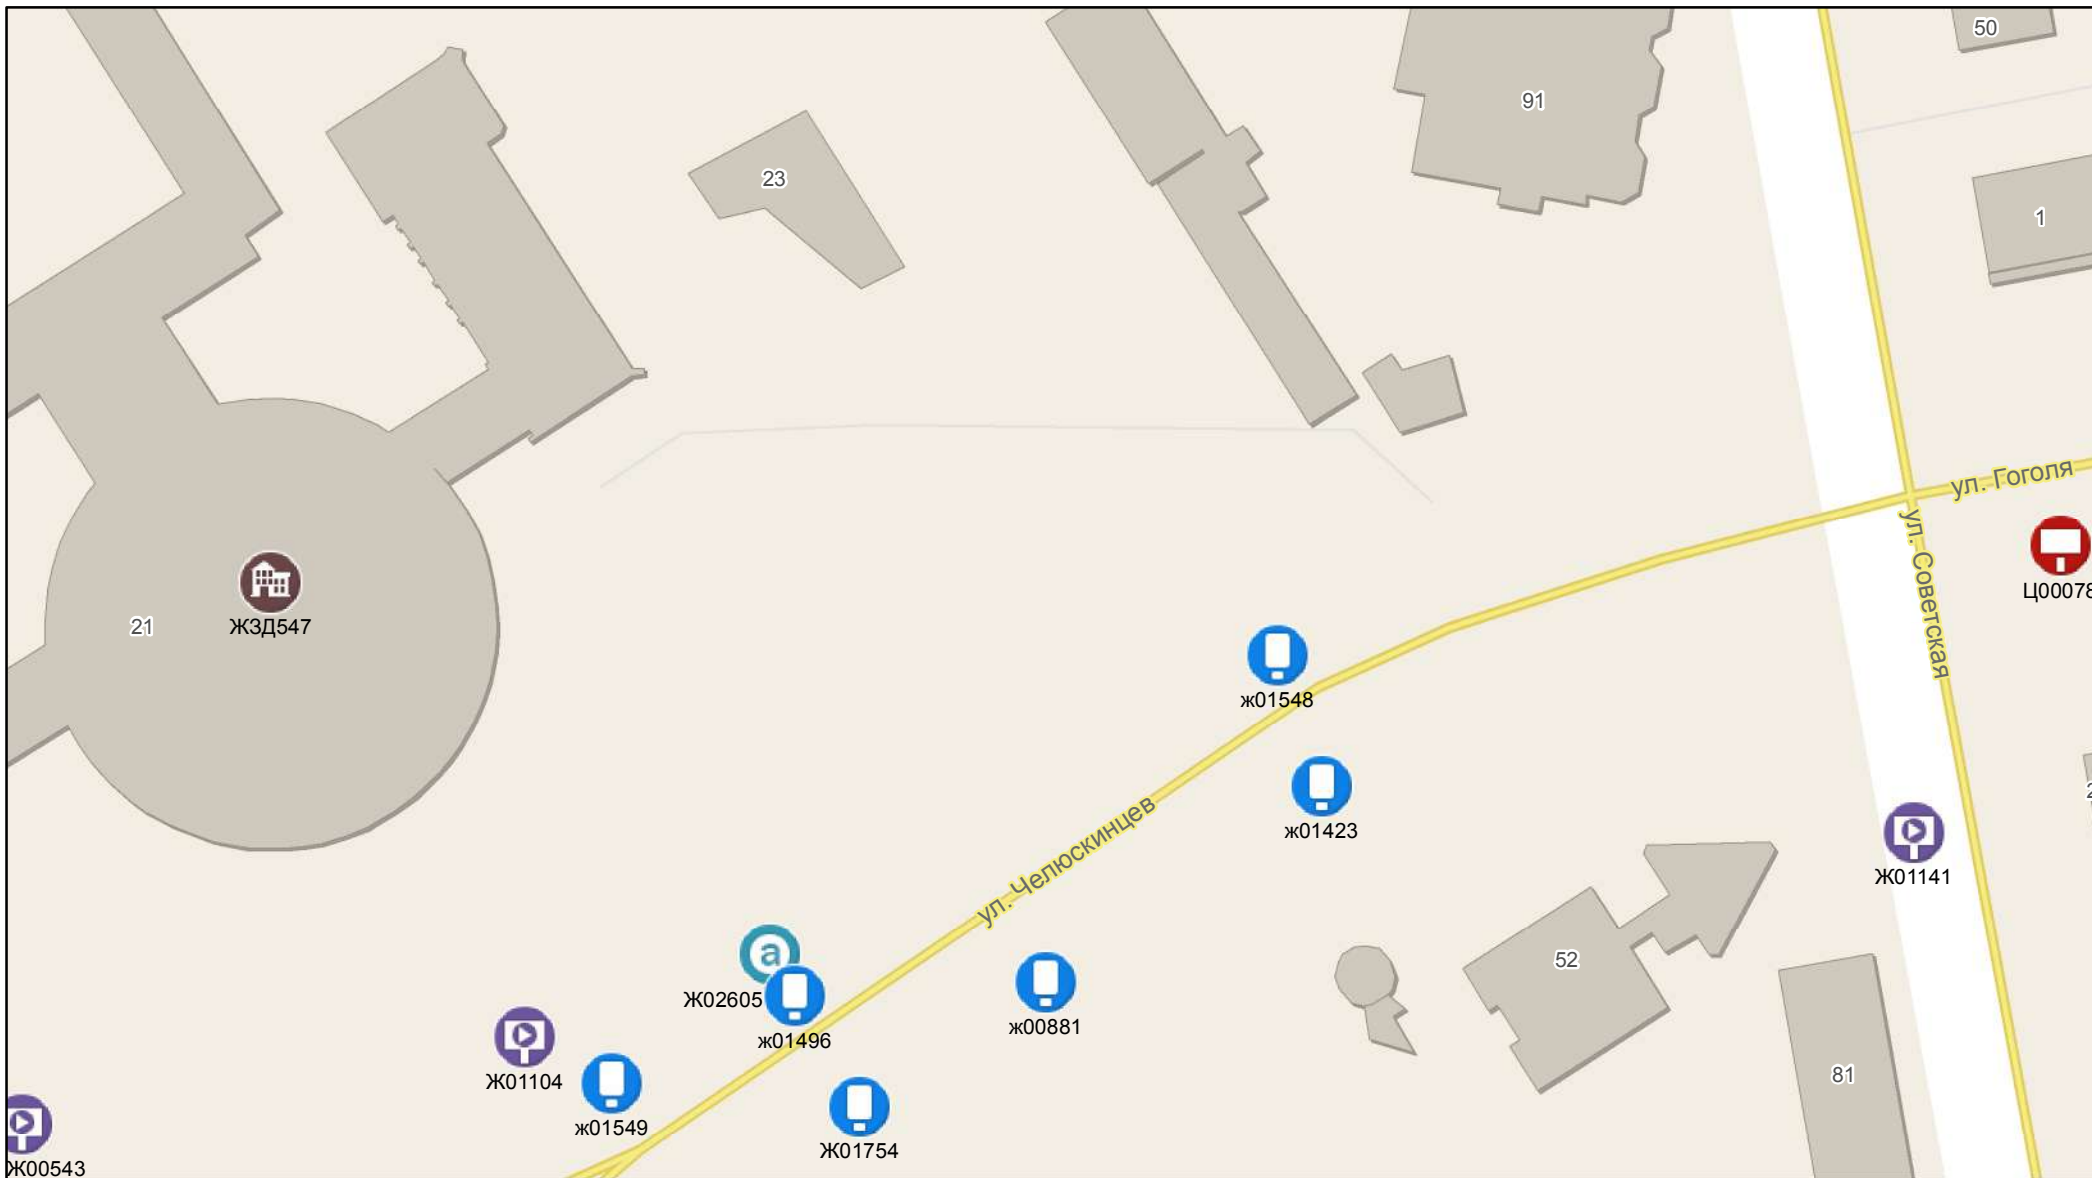 50
91
23
1
ул. Гоголя
ул. Советская
Ц00078
21
ЖЗД547
ж01548
ж01423
ул. Челюскинцев
Ж01141
а
Ж02605
ж01496
ж00881
52
Ж01104
ж01549
Ж01754
81
Ж00543